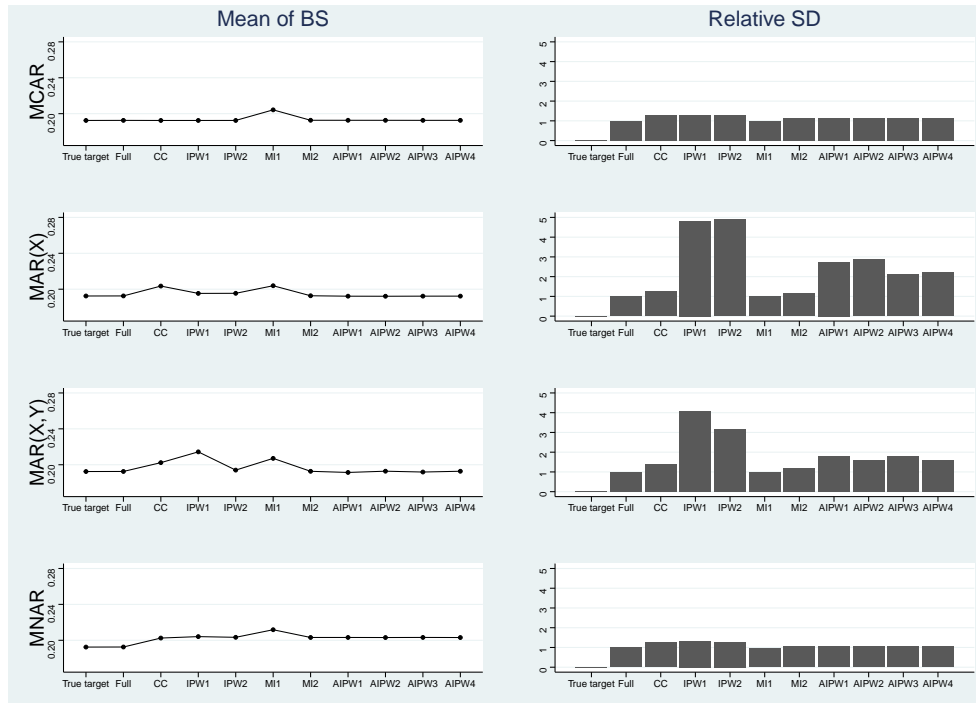 Mean of BS
Relative SD
MCAR
0.28
0.24
0.20
True target Full CC IPW1 IPW2 MI1 MI2 AIPW1 AIPW2 AIPW3 AIPW4
5
4
3
2
1
0
True target Full CC IPW1 IPW2 MI1 MI2 AIPW1 AIPW2 AIPW3 AIPW4
MAR(X)
0.28
0.24
0.20
True target Full CC IPW1 IPW2 MI1 MI2 AIPW1 AIPW2 AIPW3 AIPW4
5
4
3
2
1
0
True target Full CC IPW1 IPW2 MI1 MI2 AIPW1 AIPW2 AIPW3 AIPW4
MAR(X,Y)
0.28
0.24
0.20
True target Full CC IPW1 IPW2 MI1 MI2 AIPW1 AIPW2 AIPW3 AIPW4
5
4
3
2
1
0
True target Full CC IPW1 IPW2 MI1 MI2 AIPW1 AIPW2 AIPW3 AIPW4
MNAR
0.28
0.24
0.20
True target Full CC IPW1 IPW2 MI1 MI2 AIPW1 AIPW2 AIPW3 AIPW4
5
4
3
2
1
0
True target Full CC IPW1 IPW2 MI1 MI2 AIPW1 AIPW2 AIPW3 AIPW4